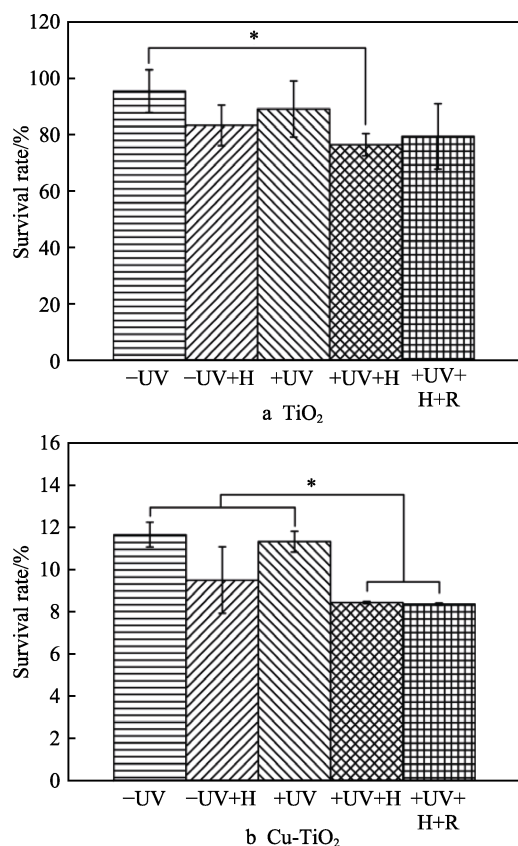 120
*
100
80
60
40
20
0
Survival rate/%
−UV
−UV+H
+UV
+UV+H
+UV+
H+R
a TiO₂
16
*
14
12
10
8
6
4
2
0
Survival rate/%
−UV
−UV+H
+UV
+UV+H
+UV+
H+R
b Cu-TiO₂